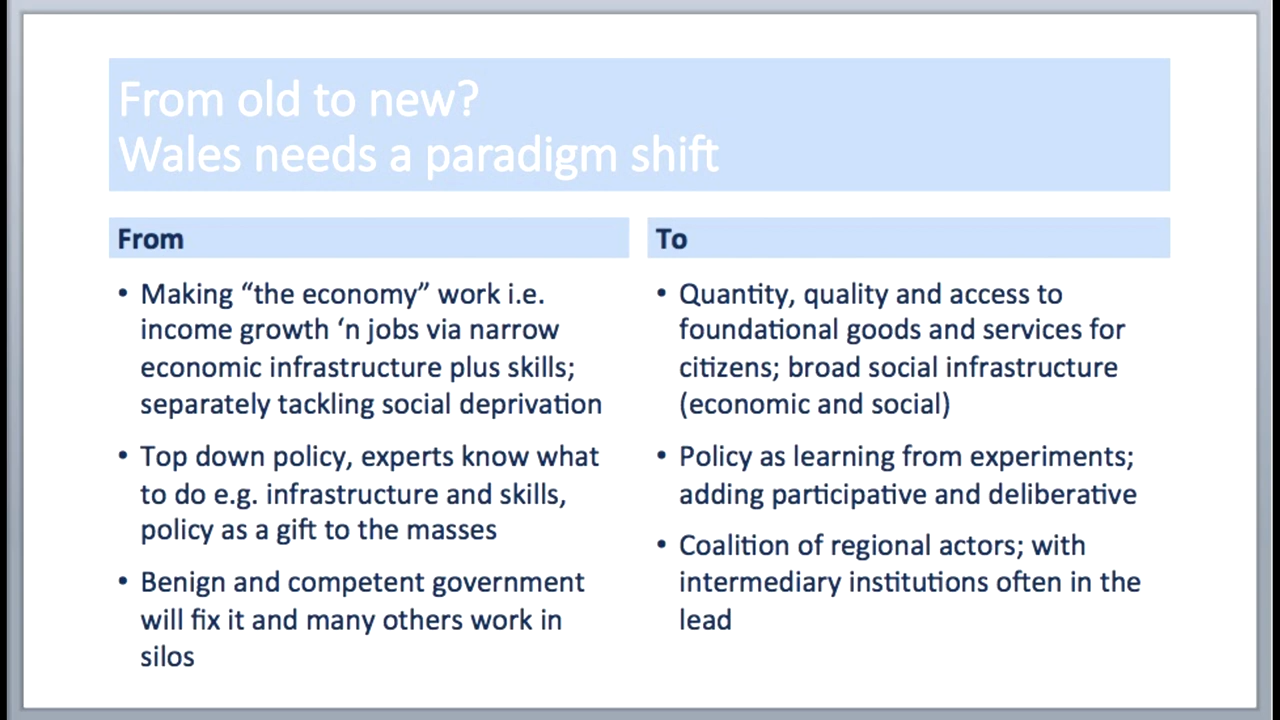 From old to new?
Wales needs a paradigm shift
From
• Making “the economy” work i.e.
income growth ‘n jobs via narrow
economic infrastructure plus skills;
separately tackling social deprivation
• Top down policy, experts know what
to do e.g. infrastructure and skills,
policy as a gift to the masses
• Benign and competent government
will fix it and many others work in
silos
To
• Quantity, quality and access to
foundational goods and services for
citizens; broad social infrastructure
(economic and social)
• Policy as learning from experiments;
adding participative and deliberative
• Coalition of regional actors; with
intermediary institutions often in the
lead